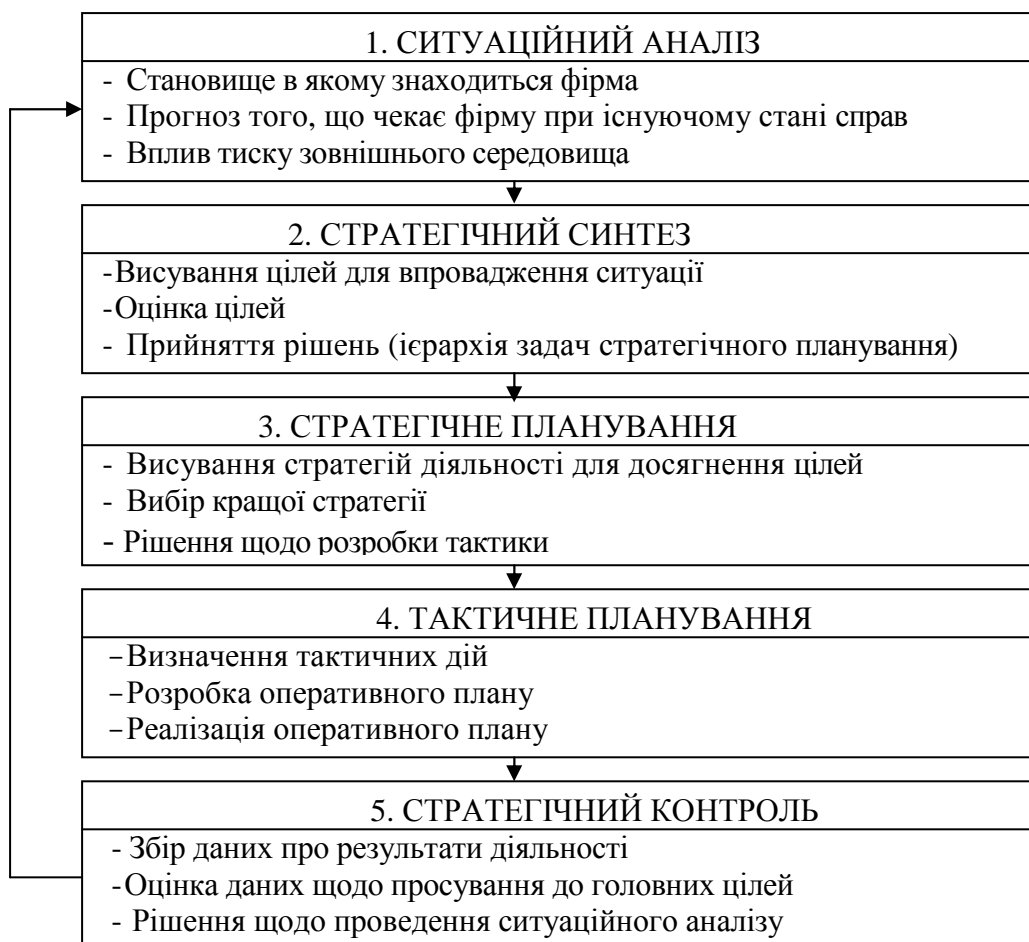 1. СИТУАЦІЙНИЙ АНАЛІЗ
- Становище в якому знаходиться фірма
- Прогноз того, що чекає фірму при існуючому стані справ
- Вплив тиску зовнішнього середовища
2. СТРАТЕГІЧНИЙ СИНТЕЗ
-Висування цілей для впровадження ситуації
-Оцінка цілей
- Прийняття рішень (ієрархія задач стратегічного планування)
3. СТРАТЕГІЧНЕ ПЛАНУВАННЯ
- Висування стратегій діяльності для досягнення цілей
- Вибір кращої стратегії
- Рішення щодо розробки тактики
4. ТАКТИЧНЕ ПЛАНУВАННЯ
–Визначення тактичних дій
–Розробка оперативного плану
–Реалізація оперативного плану
5. СТРАТЕГІЧНИЙ КОНТРОЛЬ
- Збір даних про результати діяльності
-Оцінка даних щодо просування до головних цілей
- Рішення щодо проведення ситуаційного аналізу